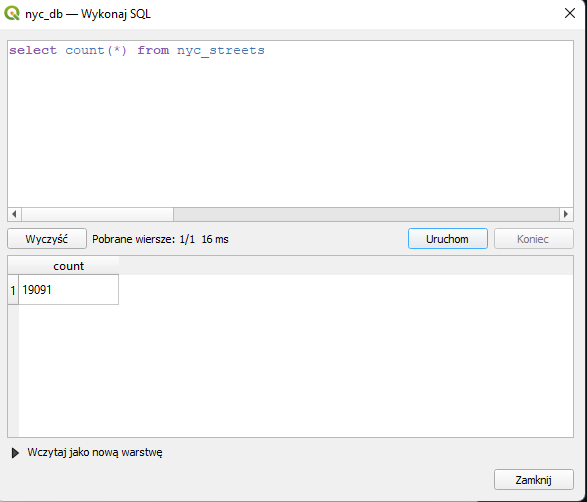 nyc_db — Wykonaj SQL
select count(*) from nyc_streets
Wyczyść Pobrane wiersze: 1/1 16 ms Uruchom Koniec
count
1 19091
Wczytaj jako nową warstwę
Zamknij